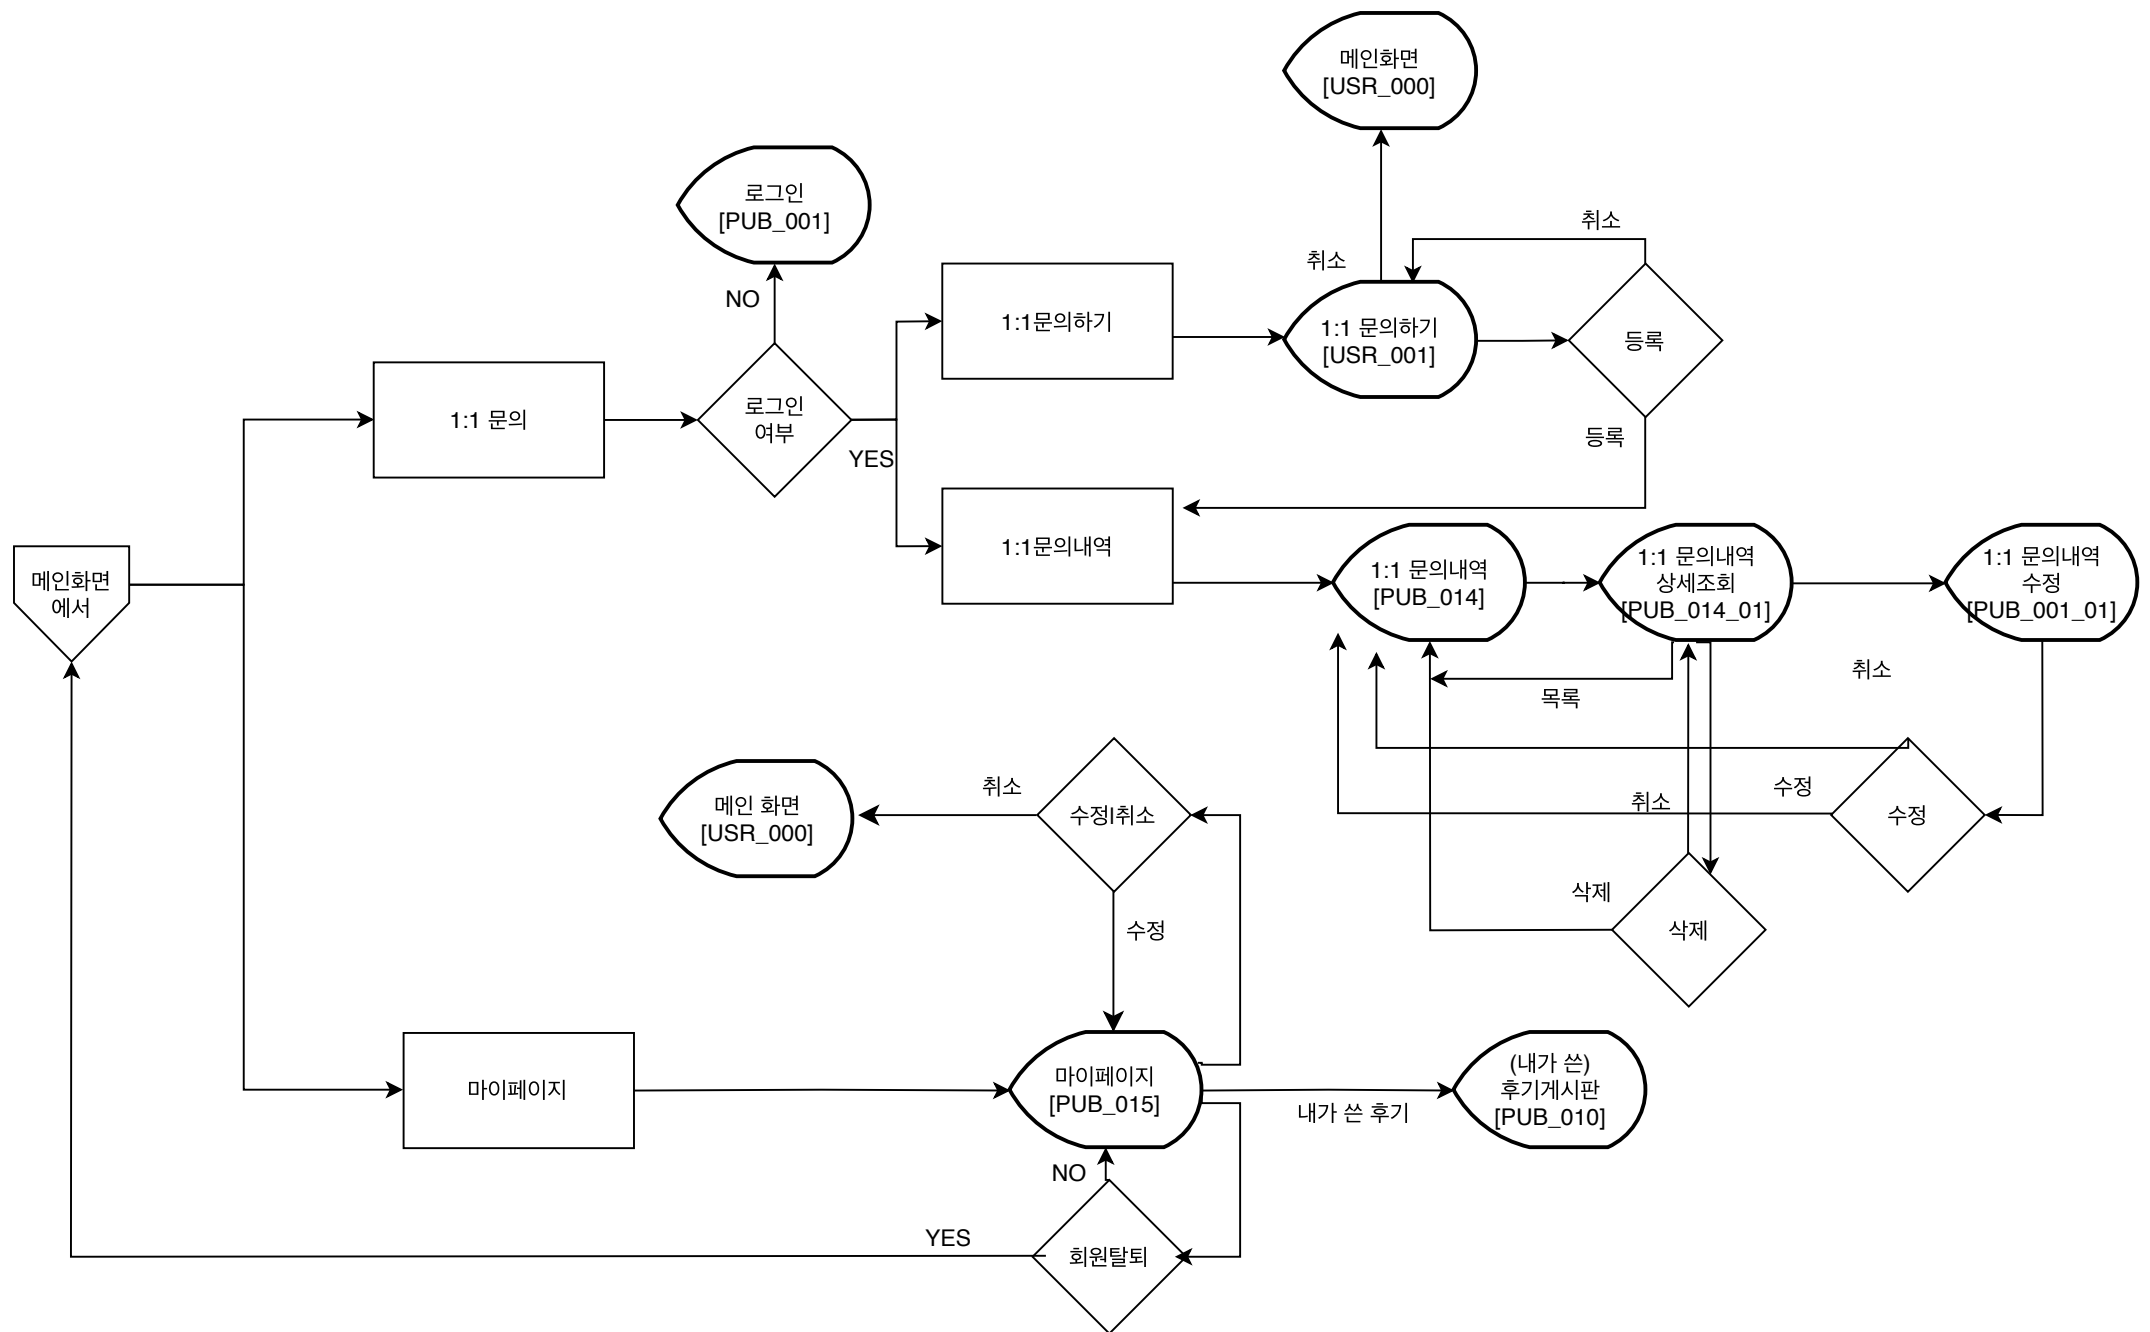 메인화면
[USR_000]
로그인
[PUB_001]
NO
취소
취소
1:1문의하기
1:1 문의하기
[USR_001]
등록
1:1 문의
로그인
여부
YES
등록
1:1문의내역
메인화면
에서
1:1 문의내역
[PUB_014]
1:1 문의내역
상세조회
[PUB_014_01]
1:1 문의내역
수정
[PUB_001_01]
취소
목록
메인 화면
[USR_000]
취소
수정|취소
취소
수정
수정
삭제
수정
삭제
마이페이지
마이페이지
[PUB_015]
내가 쓴 후기
(내가 쓴)
후기게시판
[PUB_010]
NO
YES
회원탈퇴